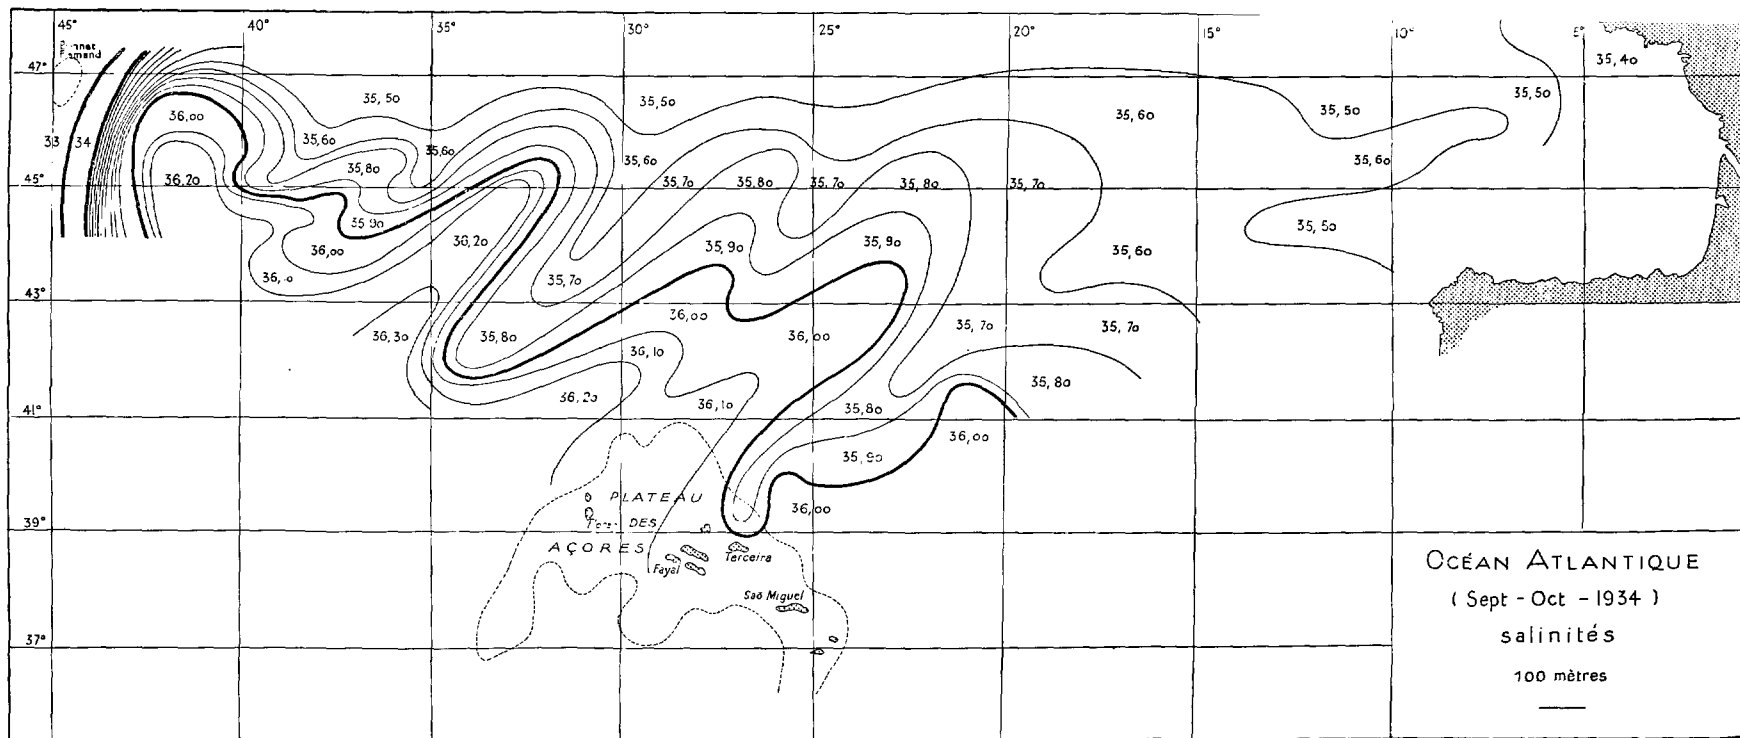 45° 40° 35° 30° 25° 20° 15° 10° 5°
47°
35,40
35,50 35,50 35,50 35,50
36,00 35,60 35,60 35,60
33 34
35,60 35,60
35,80
36,20 35,70 35,80 35,70 35,80 35,70
45°
35,90 35,50
36,00 36,20 35,90 35,90 35,60
35,70
43°
36,00 35,70 35,70
36,30 35,80 36,00
36,10
35,80
36,20 36,10 35,80
41°
36,00
35,90
PLATEAU
36,00
39°
DES
AÇORES
Terceira
Fayal
Saõ Miguel
37°
OCÉAN ATLANTIQUE
( Sept - Oct - 1934 )
salinités
100 mètres